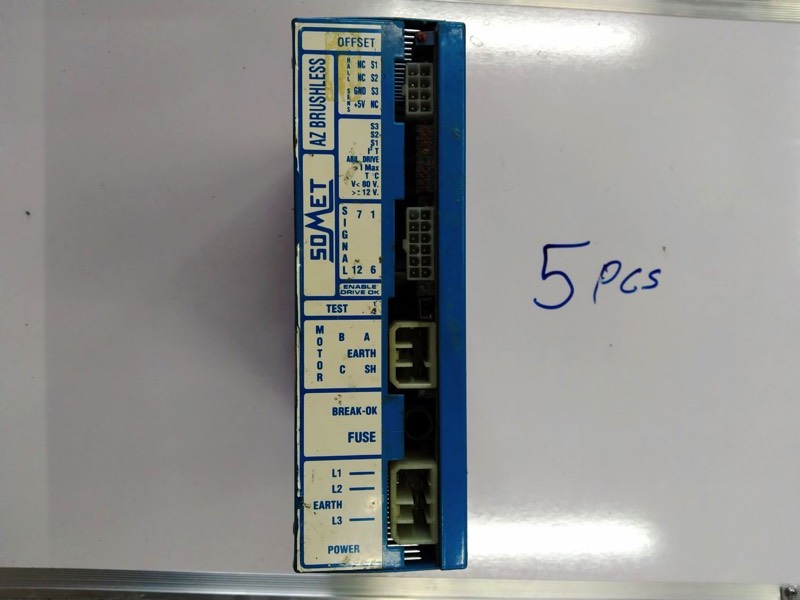 OFFSET
AZ BRUSHLESS
HALL SENS
NC S1
NC S2
GND S3
+5V NC
S3
S2
S1
I²T
ABIL. DRIVE
>I Max
T °C
V< 80 V.
>± 12 V.
SOMET
SIGNAL
7 1
12 6
ENABLE
DRIVE OK
TEST
MOTOR
B A
EARTH
C SH
BREAK-OK
FUSE
L1
L2
EARTH
L3
POWER
5 PCS